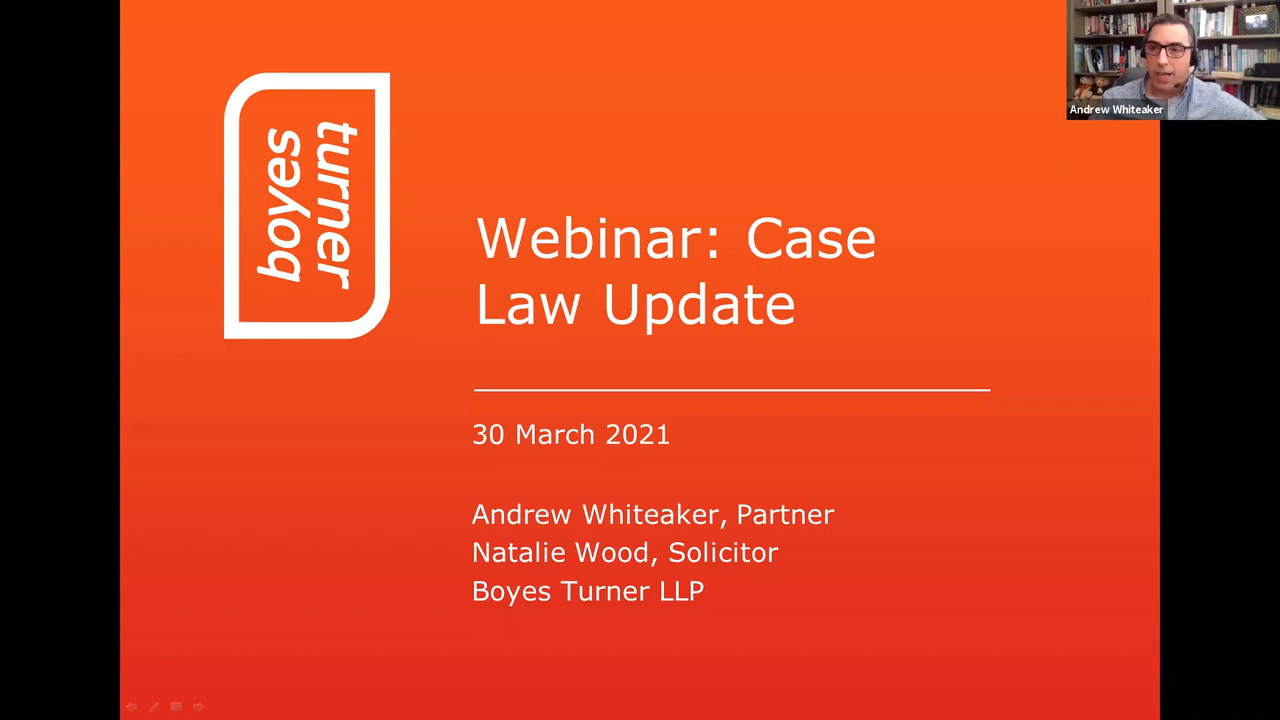 boyes
turner
Webinar: Case
Law Update
30 March 2021
Andrew Whiteaker, Partner
Natalie Wood, Solicitor
Boyes Turner LLP
Andrew Whiteaker